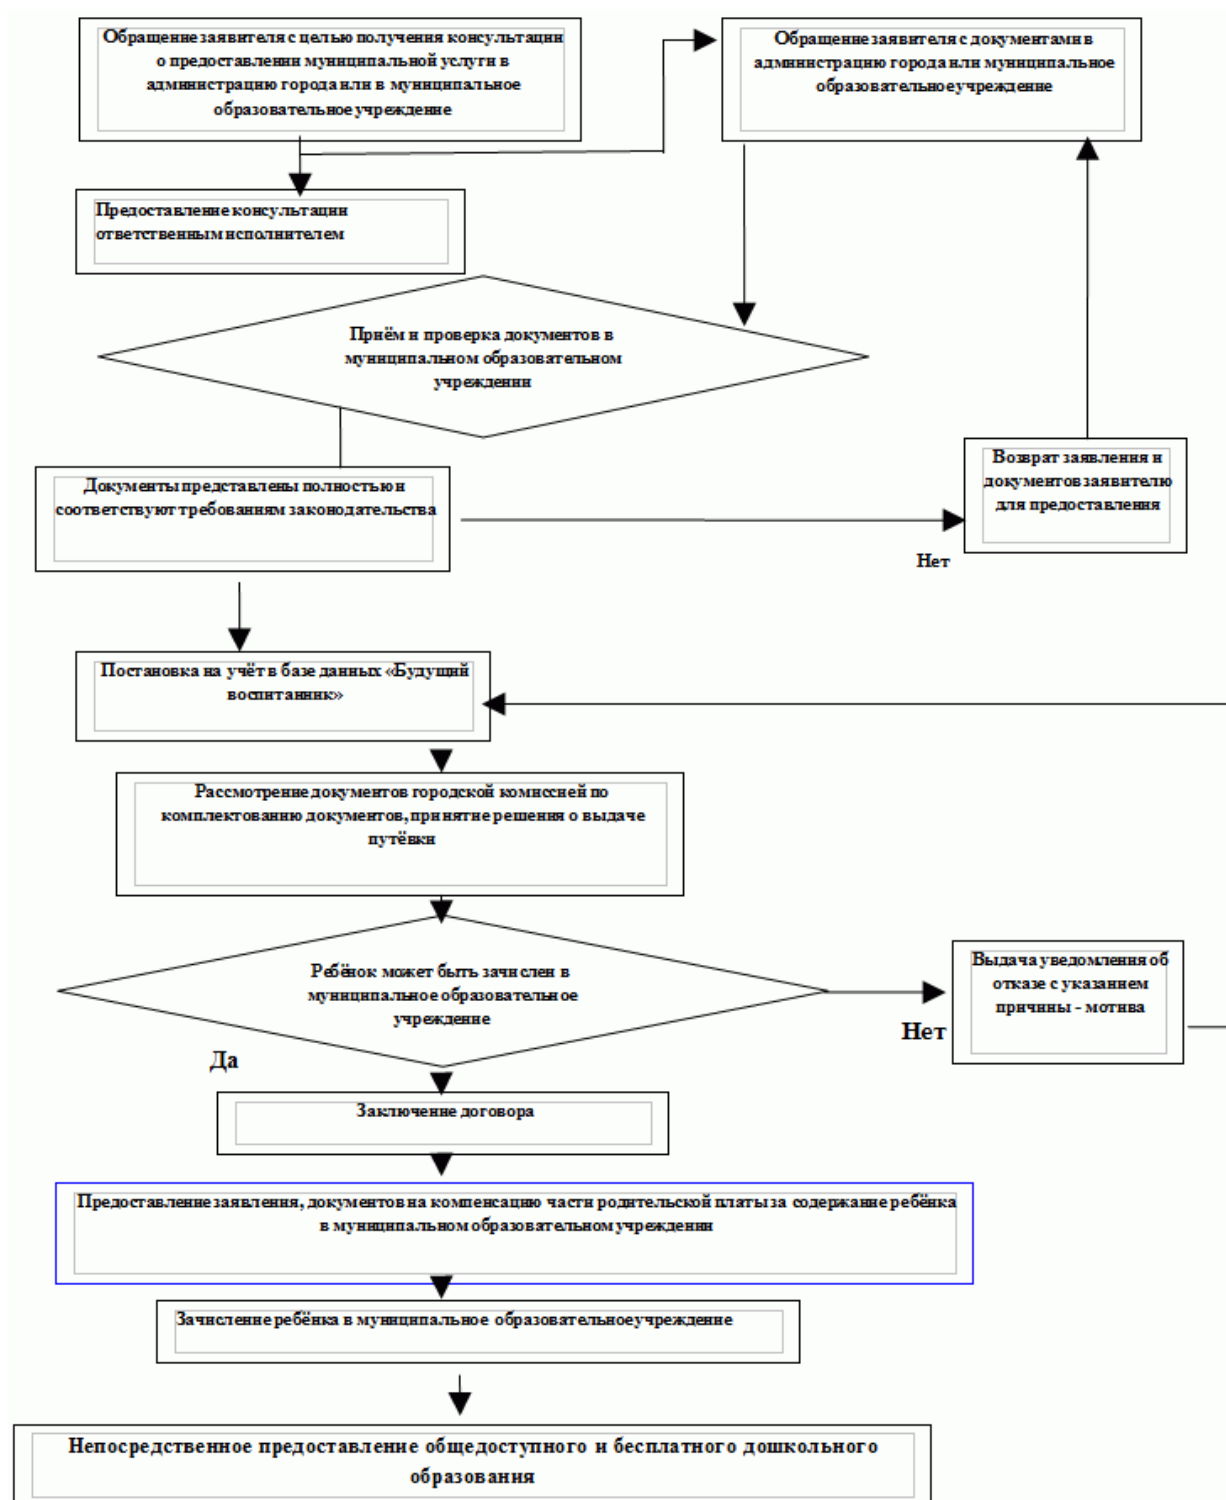 Обращение заявителя с целью получения консультации
о предоставлении муниципальной услуги в
администрацию города или в муниципальное
образовательное учреждение
Обращение заявителя с документами в
администрацию города или муниципальное
образовательное учреждение
Предоставление консультации
ответственным исполнителем
Приём и проверка документов в
муниципальном образовательном
учреждении
Документы представлены полностью и
соответствуют требованиям законодательства
Возврат заявления и
документов заявителю
для предоставления
Нет
Постановка на учёт в базе данных «Будущий
воспитанник»
Рассмотрение документов городской комиссией по
комплектованию документов, принятие решения о выдаче
путёвки
Ребёнок может быть зачислен в
муниципальное образовательное
учреждение
Выдача уведомления об
отказе с указанием
причины - мотива
Нет
Да
Заключение договора
Предоставление заявления, документов на компенсацию части родительской платы за содержание ребёнка
в муниципальном образовательном учреждении
Зачисление ребёнка в муниципальное образовательное учреждение
Непосредственное предоставление общедоступного и бесплатного дошкольного
образования